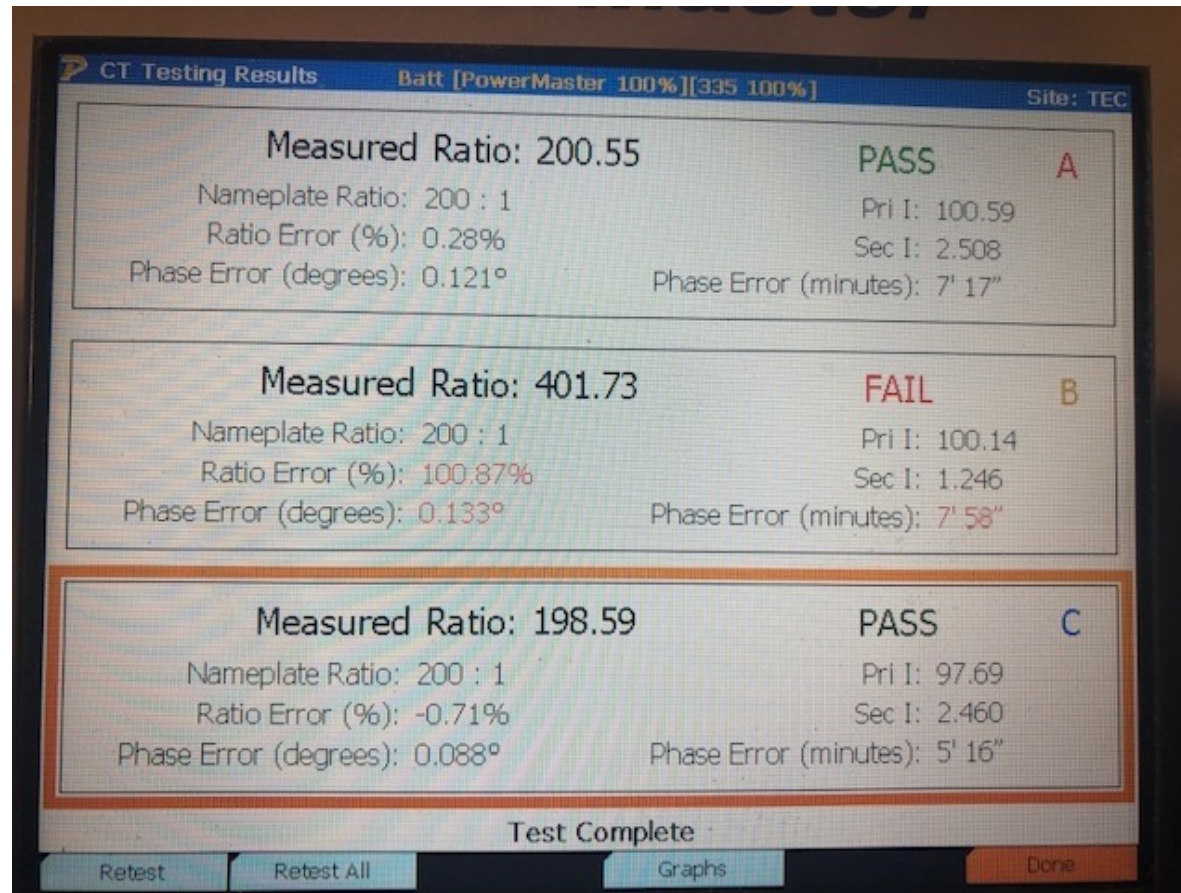 CT Testing Results Batt [PowerMaster 100%][335 100%] Site: TEC
Measured Ratio: 200.55 PASS A
Nameplate Ratio: 200 : 1 Pri I: 100.59
Ratio Error (%): 0.28% Sec I: 2.508
Phase Error (degrees): 0.121° Phase Error (minutes): 7' 17"
Measured Ratio: 401.73 FAIL B
Nameplate Ratio: 200 : 1 Pri I: 100.14
Ratio Error (%): 100.87% Sec I: 1.246
Phase Error (degrees): 0.133° Phase Error (minutes): 7' 58"
Measured Ratio: 198.59 PASS C
Nameplate Ratio: 200 : 1 Pri I: 97.69
Ratio Error (%): -0.71% Sec I: 2.460
Phase Error (degrees): 0.088° Phase Error (minutes): 5' 16"
Test Complete
Retest Retest All Graphs Done